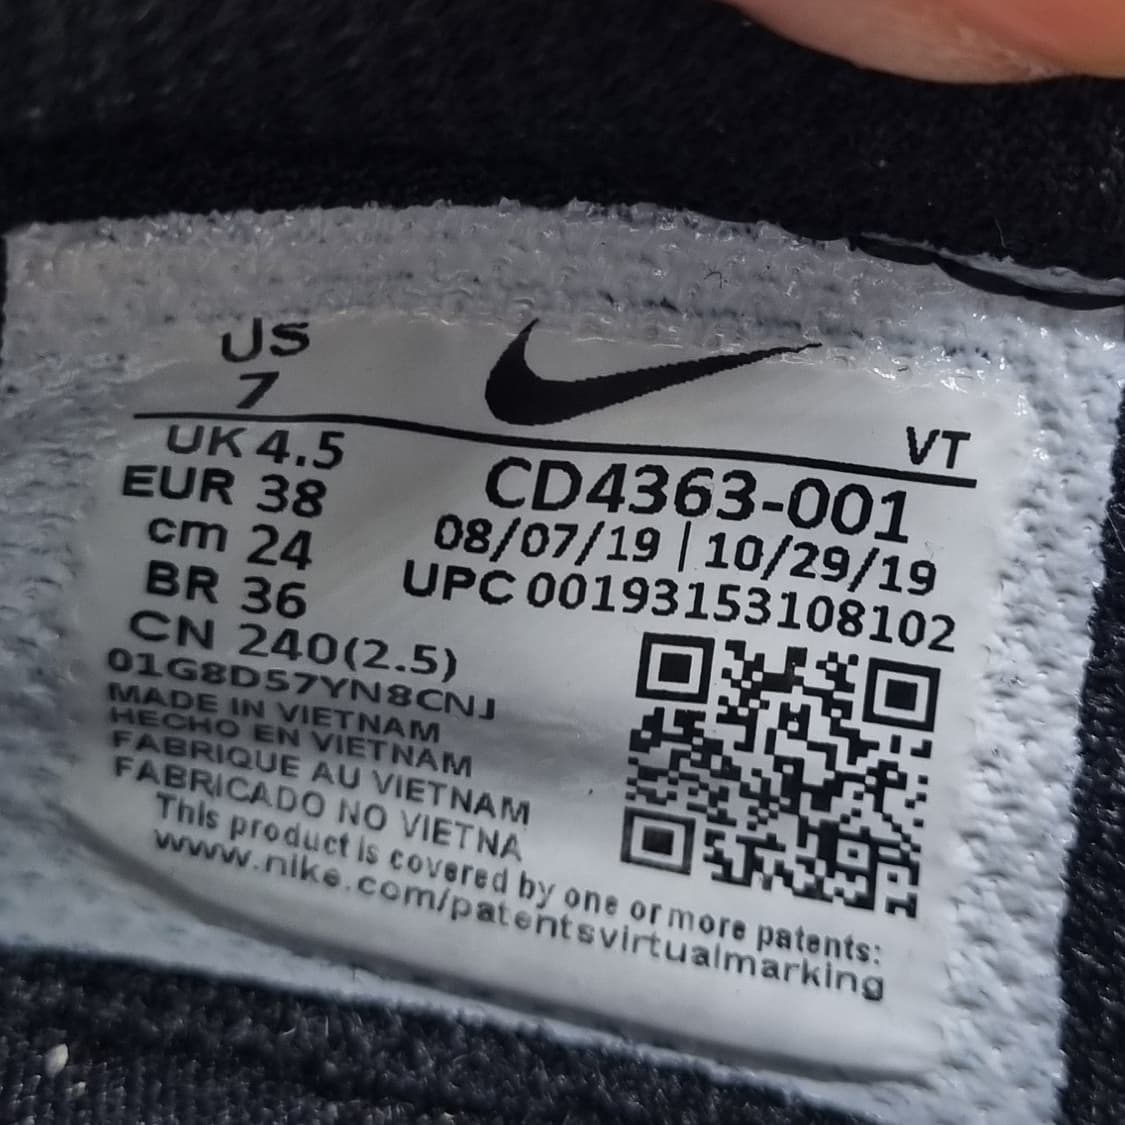 US
7
VT
UK 4.5
EUR 38
cm 24
BR 36
CN 240(2.5)
CD4363-001
08/07/19 | 10/29/19
UPC 00193153108102
01G8D57YN8CNJ
MADE IN VIETNAM
HECHO EN VIETNAM
FABRIQUE AU VIETNAM
FABRICADO NO VIETNA
This product is covered by one or more patents:
www.nike.com/patentsvirtualmarking